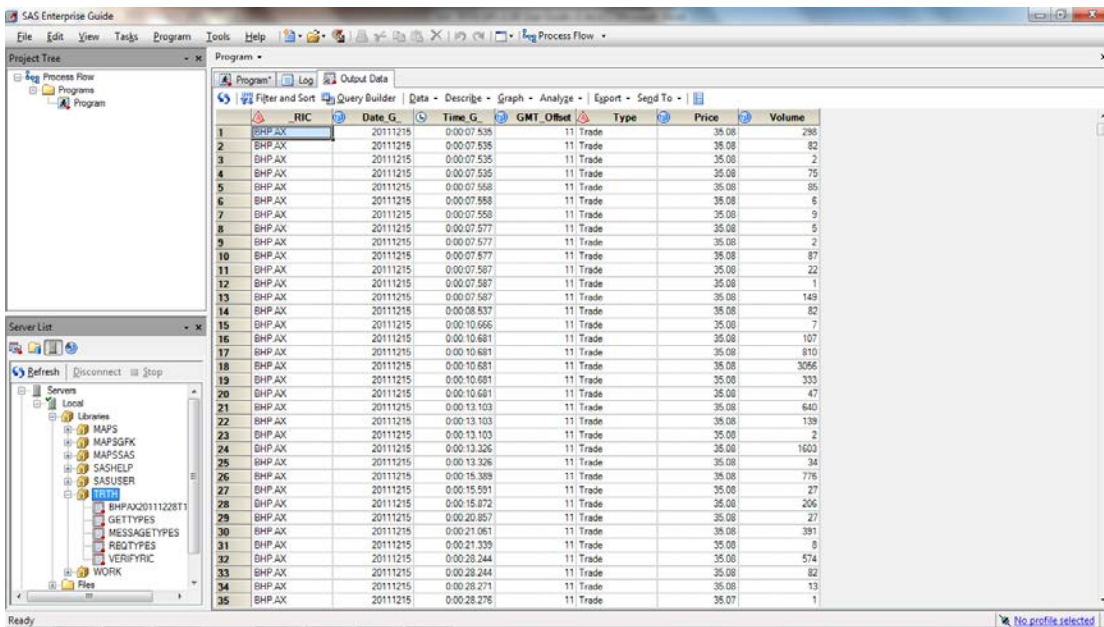 SAS Enterprise Guide
File Edit View Tasks Program Tools Help Process Flow
Project Tree
Process Flow
Programs
Program
Program
Program* Log Output Data
Filter and Sort Query Builder Data Describe Graph Analyze Export Send To
_RIC Date_G_ Time_G_ GMT_Offset Type Price Volume
1 BHP.AX 20111215 0:00:07.535 11 Trade 35.08 298
2 BHP.AX 20111215 0:00:07.535 11 Trade 35.08 82
3 BHP.AX 20111215 0:00:07.535 11 Trade 35.08 2
4 BHP.AX 20111215 0:00:07.535 11 Trade 35.08 75
5 BHP.AX 20111215 0:00:07.558 11 Trade 35.08 85
6 BHP.AX 20111215 0:00:07.558 11 Trade 35.08 6
7 BHP.AX 20111215 0:00:07.558 11 Trade 35.08 9
8 BHP.AX 20111215 0:00:07.577 11 Trade 35.08 5
9 BHP.AX 20111215 0:00:07.577 11 Trade 35.08 2
10 BHP.AX 20111215 0:00:07.577 11 Trade 35.08 87
11 BHP.AX 20111215 0:00:07.587 11 Trade 35.08 22
12 BHP.AX 20111215 0:00:07.587 11 Trade 35.08 1
13 BHP.AX 20111215 0:00:07.587 11 Trade 35.08 149
14 BHP.AX 20111215 0:00:08.537 11 Trade 35.08 82
15 BHP.AX 20111215 0:00:10.666 11 Trade 35.08 7
16 BHP.AX 20111215 0:00:10.681 11 Trade 35.08 107
17 BHP.AX 20111215 0:00:10.681 11 Trade 35.08 810
18 BHP.AX 20111215 0:00:10.681 11 Trade 35.08 3056
19 BHP.AX 20111215 0:00:10.681 11 Trade 35.08 333
20 BHP.AX 20111215 0:00:10.681 11 Trade 35.08 47
21 BHP.AX 20111215 0:00:13.103 11 Trade 35.08 640
22 BHP.AX 20111215 0:00:13.103 11 Trade 35.08 139
23 BHP.AX 20111215 0:00:13.103 11 Trade 35.08 2
24 BHP.AX 20111215 0:00:13.326 11 Trade 35.08 1603
25 BHP.AX 20111215 0:00:13.326 11 Trade 35.08 34
26 BHP.AX 20111215 0:00:15.389 11 Trade 35.08 776
27 BHP.AX 20111215 0:00:15.591 11 Trade 35.08 27
28 BHP.AX 20111215 0:00:15.872 11 Trade 35.08 206
29 BHP.AX 20111215 0:00:20.857 11 Trade 35.08 27
30 BHP.AX 20111215 0:00:21.061 11 Trade 35.08 391
31 BHP.AX 20111215 0:00:21.339 11 Trade 35.08 8
32 BHP.AX 20111215 0:00:28.244 11 Trade 35.08 574
33 BHP.AX 20111215 0:00:28.244 11 Trade 35.08 82
34 BHP.AX 20111215 0:00:28.271 11 Trade 35.08 13
35 BHP.AX 20111215 0:00:28.276 11 Trade 35.07 1
Server List
Refresh Disconnect Stop
Servers
Local
Libraries
MAPS
MAPSGFK
MAPSSAS
SASHELP
SASUSER
TRTH
BHPAX20111228T1
GETTYPES
MESSAGETYPES
REQTYPES
VERIFYRIC
WORK
Files
Ready
No profile selected